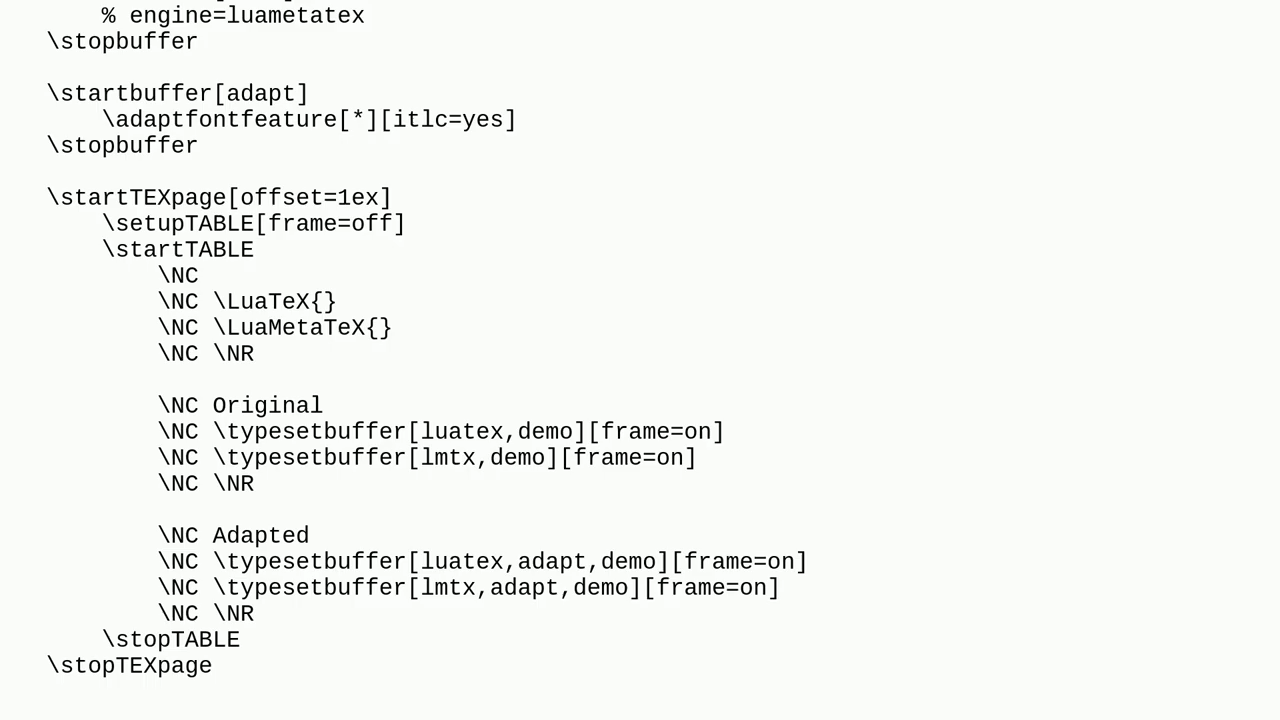 % engine=luametatex
\stopbuffer
\startbuffer[adapt]
\adaptfontfeature[*][itlc=yes]
\stopbuffer
\startTEXpage[offset=1ex]
\setupTABLE[frame=off]
\startTABLE
\NC
\NC \LuaTeX{}
\NC \LuaMetaTeX{}
\NC \NR
\NC Original
\NC \typesetbuffer[luatex,demo][frame=on]
\NC \typesetbuffer[lmtx,demo][frame=on]
\NC \NR
\NC Adapted
\NC \typesetbuffer[luatex,adapt,demo][frame=on]
\NC \typesetbuffer[lmtx,adapt,demo][frame=on]
\NC \NR
\stopTABLE
\stopTEXpage